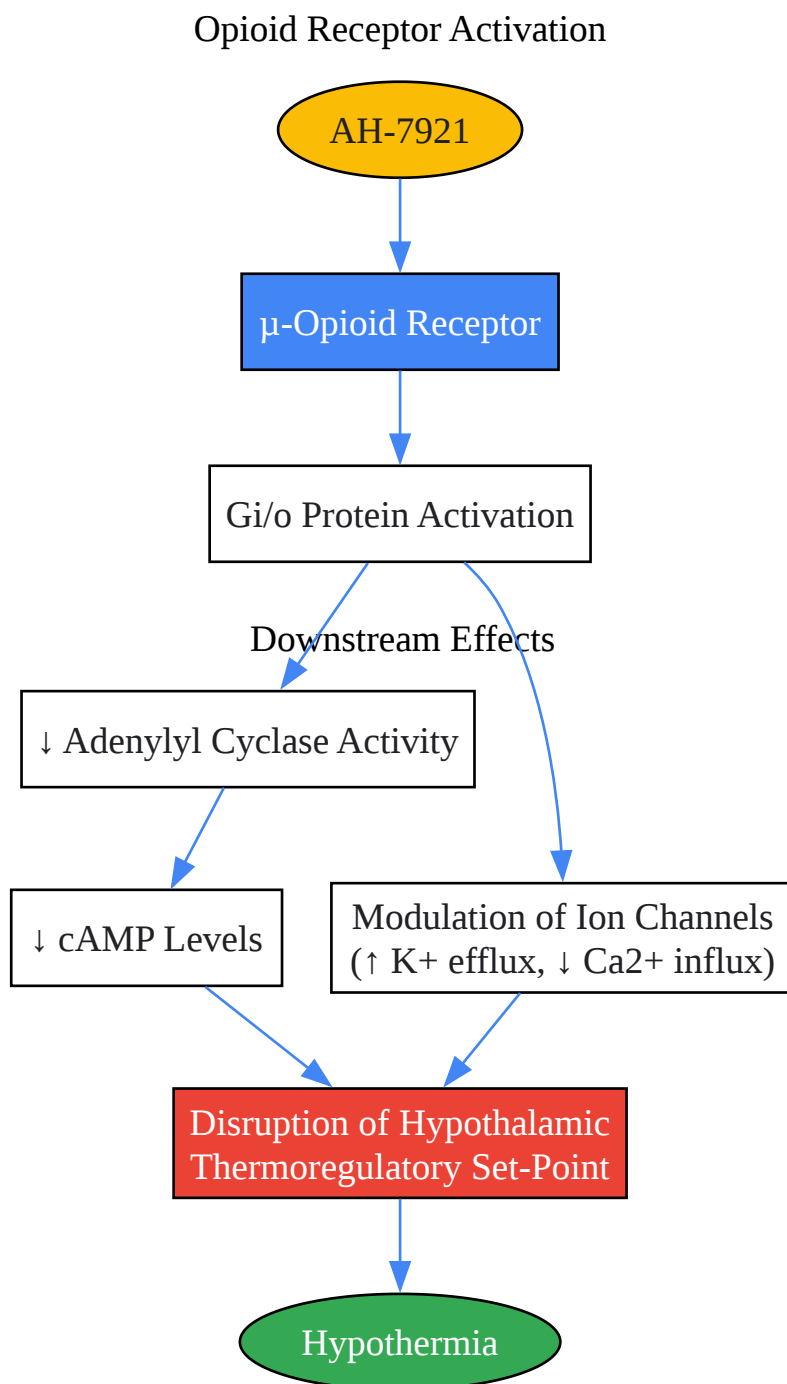 Opioid Receptor Activation
AH-7921
µ-Opioid Receptor
Gi/o Protein Activation
Downstream Effects
↓ Adenylyl Cyclase Activity
↓ cAMP Levels
Modulation of Ion Channels
(↑ K+ efflux, ↓ Ca2+ influx)
Disruption of Hypothalamic
Thermoregulatory Set-Point
Hypothermia